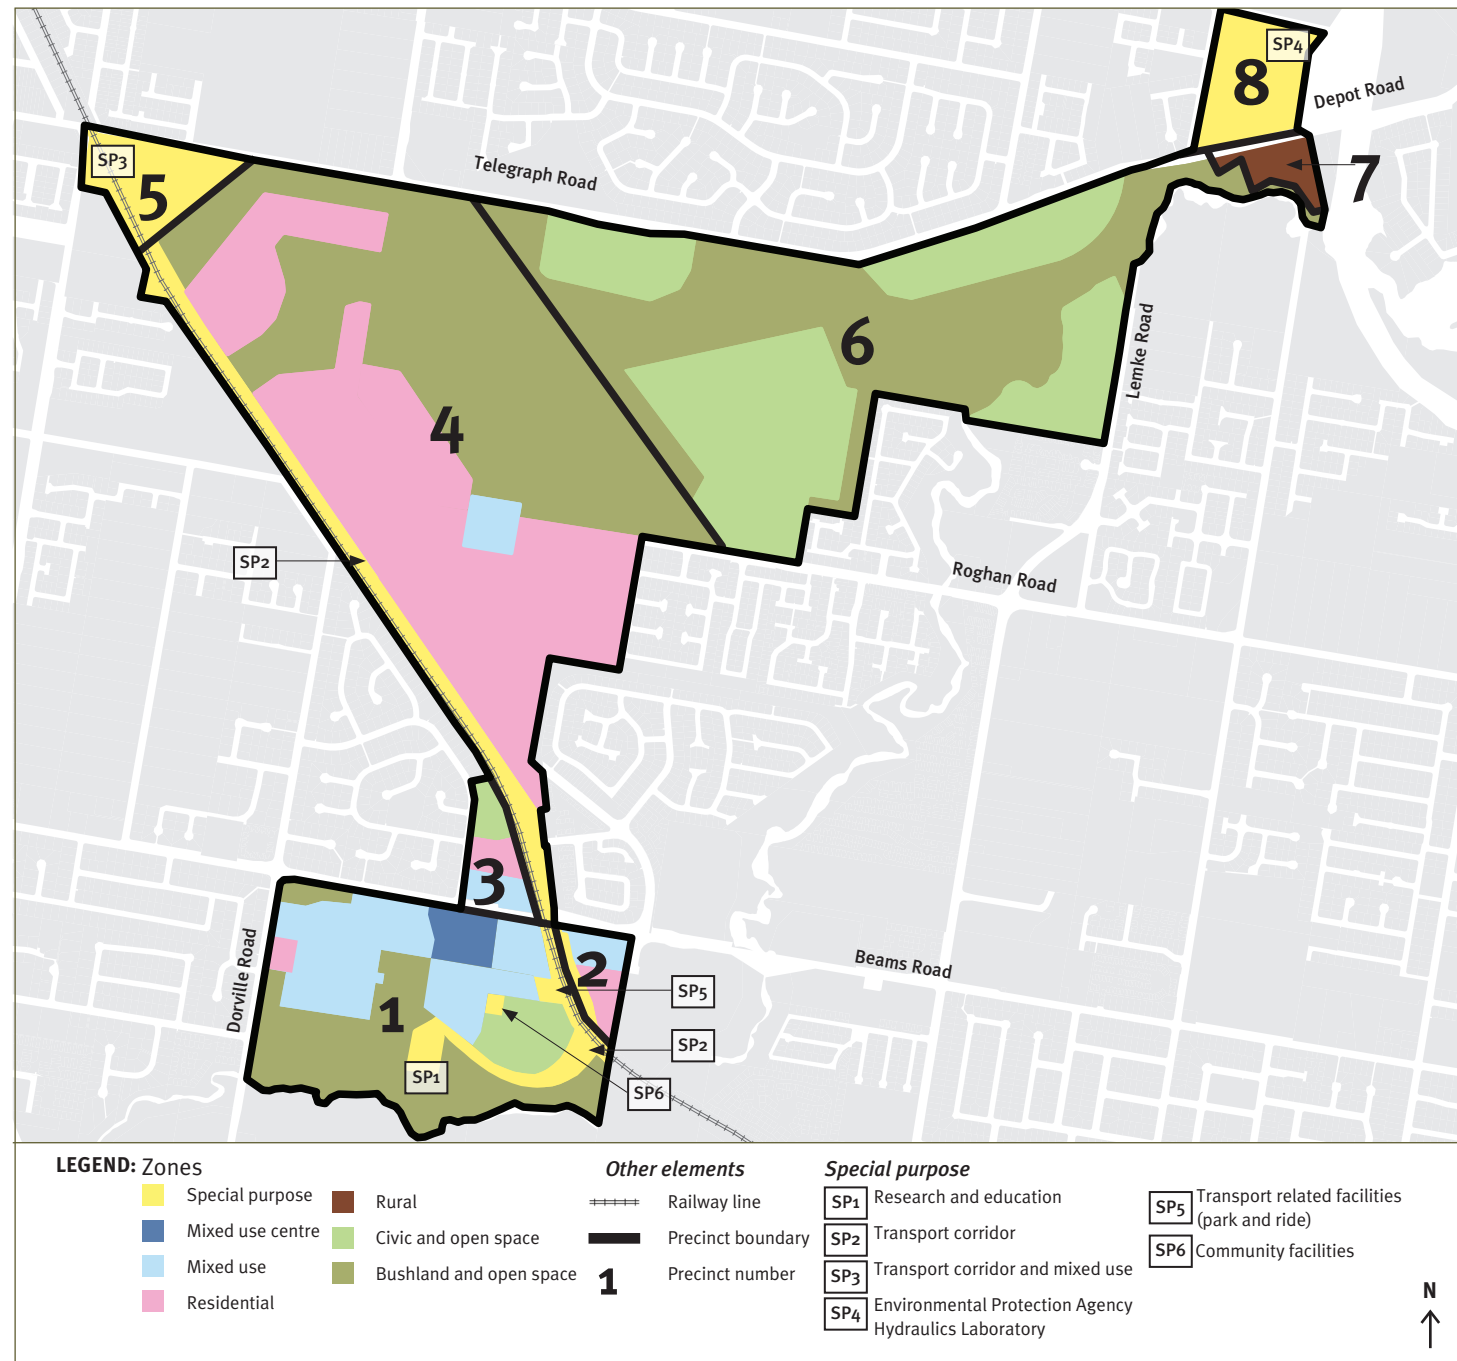 SP4
8
Depot Road
7
SP3
5
Telegraph Road
6
Lemke Road
4
SP2
Roghan Road
3
2
Beams Road
Dorville Road
1
SP5
SP2
SP1
SP6
LEGEND: Zones
Special purpose
Mixed use centre
Mixed use
Residential
Rural
Civic and open space
Bushland and open space
Other elements
Railway line
Precinct boundary
1 Precinct number
Special purpose
SP1 Research and education
SP2 Transport corridor
SP3 Transport corridor and mixed use
SP4 Environmental Protection Agency
Hydraulics Laboratory
SP5 Transport related facilities
(park and ride)
SP6 Community facilities
N